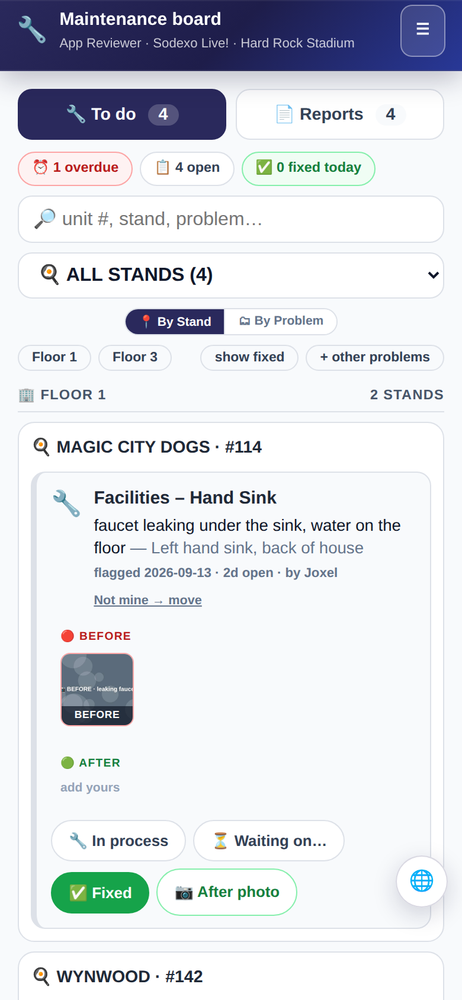 Maintenance board
App Reviewer · Sodexo Live! · Hard Rock Stadium
To do 4
Reports 4
1 overdue
4 open
0 fixed today
unit #, stand, problem…
ALL STANDS (4)
By Stand
By Problem
Floor 1
Floor 3
show fixed
+ other problems
FLOOR 1
2 STANDS
MAGIC CITY DOGS · #114
Facilities – Hand Sink
faucet leaking under the sink, water on the
floor — Left hand sink, back of house
flagged 2026-09-13 · 2d open · by Joxel
Not mine → move
BEFORE
BEFORE · leaking fauce
BEFORE
AFTER
add yours
In process
Waiting on…
Fixed
After photo
WYNWOOD · #142